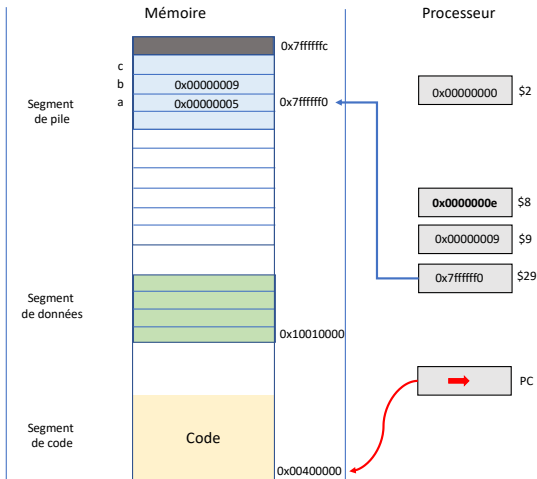 Mémoire
Processeur
0x7ffffffc
c
b
0x00000009
a
0x00000005
0x7ffffff0
Segment
de pile
0x00000000
$2
0x0000000e
$8
0x00000009
$9
0x7ffffff0
$29
Segment
de données
0x10010000
PC
Segment
de code
Code
0x00400000